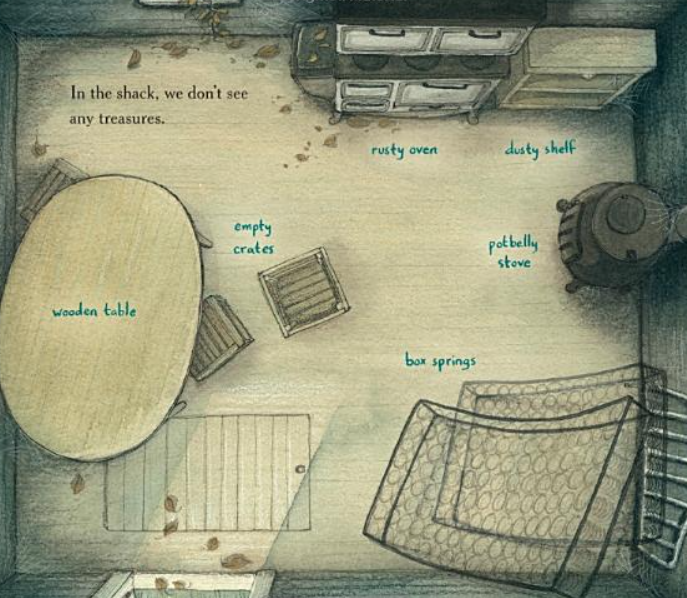 In the shack, we don't see
any treasures.
rusty oven
dusty shelf
empty
crates
potbelly
stove
wooden table
box springs